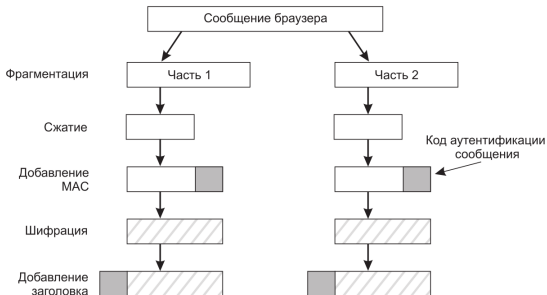 Сообщение браузера
Фрагментация
Часть 1
Часть 2
Сжатие
Код аутентификации
сообщения
Добавление
MAC
Шифрация
Добавление
заголовка